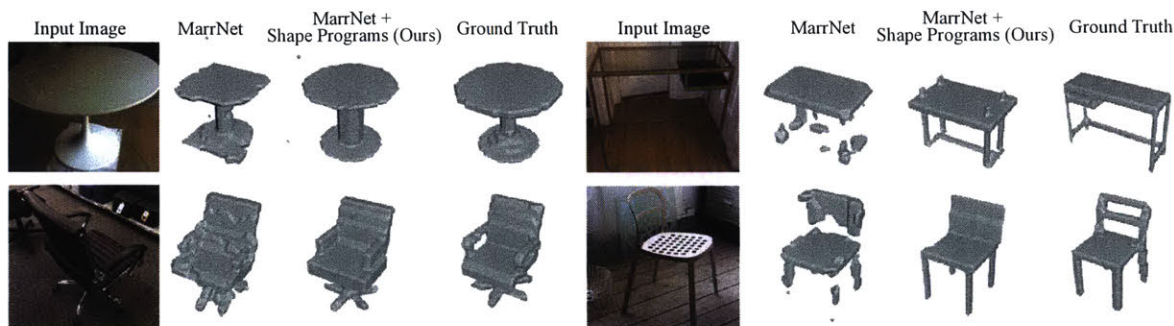 Input Image
MarrNet
MarrNet +
Shape Programs (Ours)
Ground Truth
Input Image
MarrNet
MarrNet +
Shape Programs (Ours)
Ground Truth